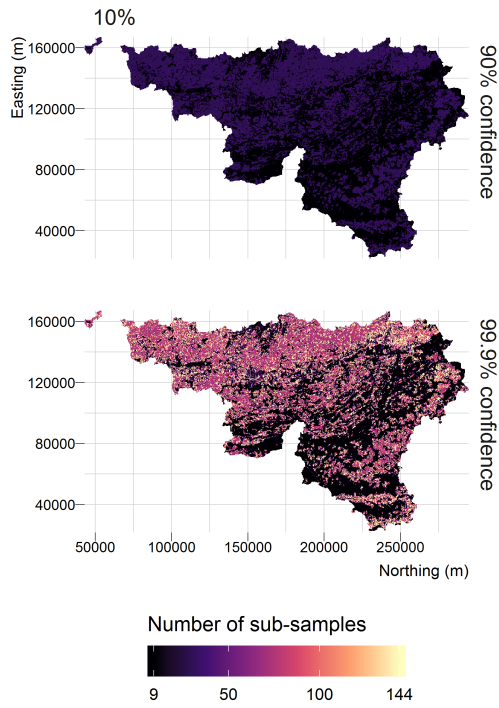 10%
Easting (m)
160000
120000
80000
40000
90% confidence
160000
120000
80000
40000
99.9% confidence
50000 100000 150000 200000 250000
Northing (m)
Number of sub-samples
9 50 100 144